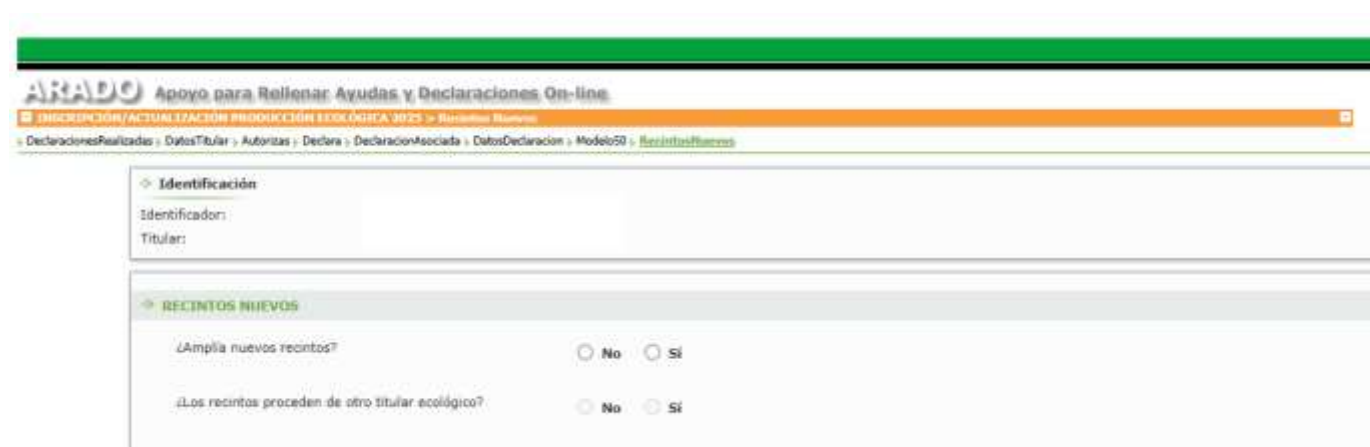 ARADO Apoyo para Rellenar Ayudas y Declaraciones On-line
INSCRIPCIÓN/ACTUALIZACIÓN PRODUCCIÓN ECOLÓGICA 2025 > Recintos Nuevos
DeclaracionesRealizadas DatosTitular Autorizas Declara DeclaracionAsociada DatosDeclaracion Modelo50 RecintosNuevos
Identificación
Identificador:
Titular:
RECINTOS NUEVOS
¿Amplía nuevos recintos? No Sí
¿Los recintos proceden de otro titular ecológico? No Sí